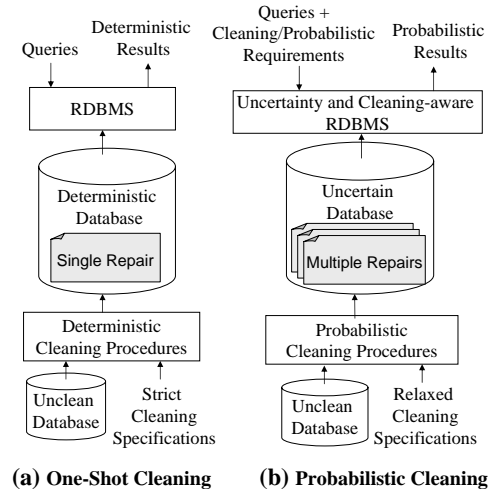 Queries
Deterministic
Results
RDBMS
Deterministic
Database
Single Repair
Deterministic
Cleaning Procedures
Unclean
Database
Strict
Cleaning
Specifications
(a) One-Shot Cleaning
Queries +
Cleaning/Probabilistic
Requirements
Probabilistic
Results
Uncertainty and Cleaning-aware
RDBMS
Uncertain
Database
Multiple Repairs
Probabilistic
Cleaning Procedures
Unclean
Database
Relaxed
Cleaning
Specifications
(b) Probabilistic Cleaning